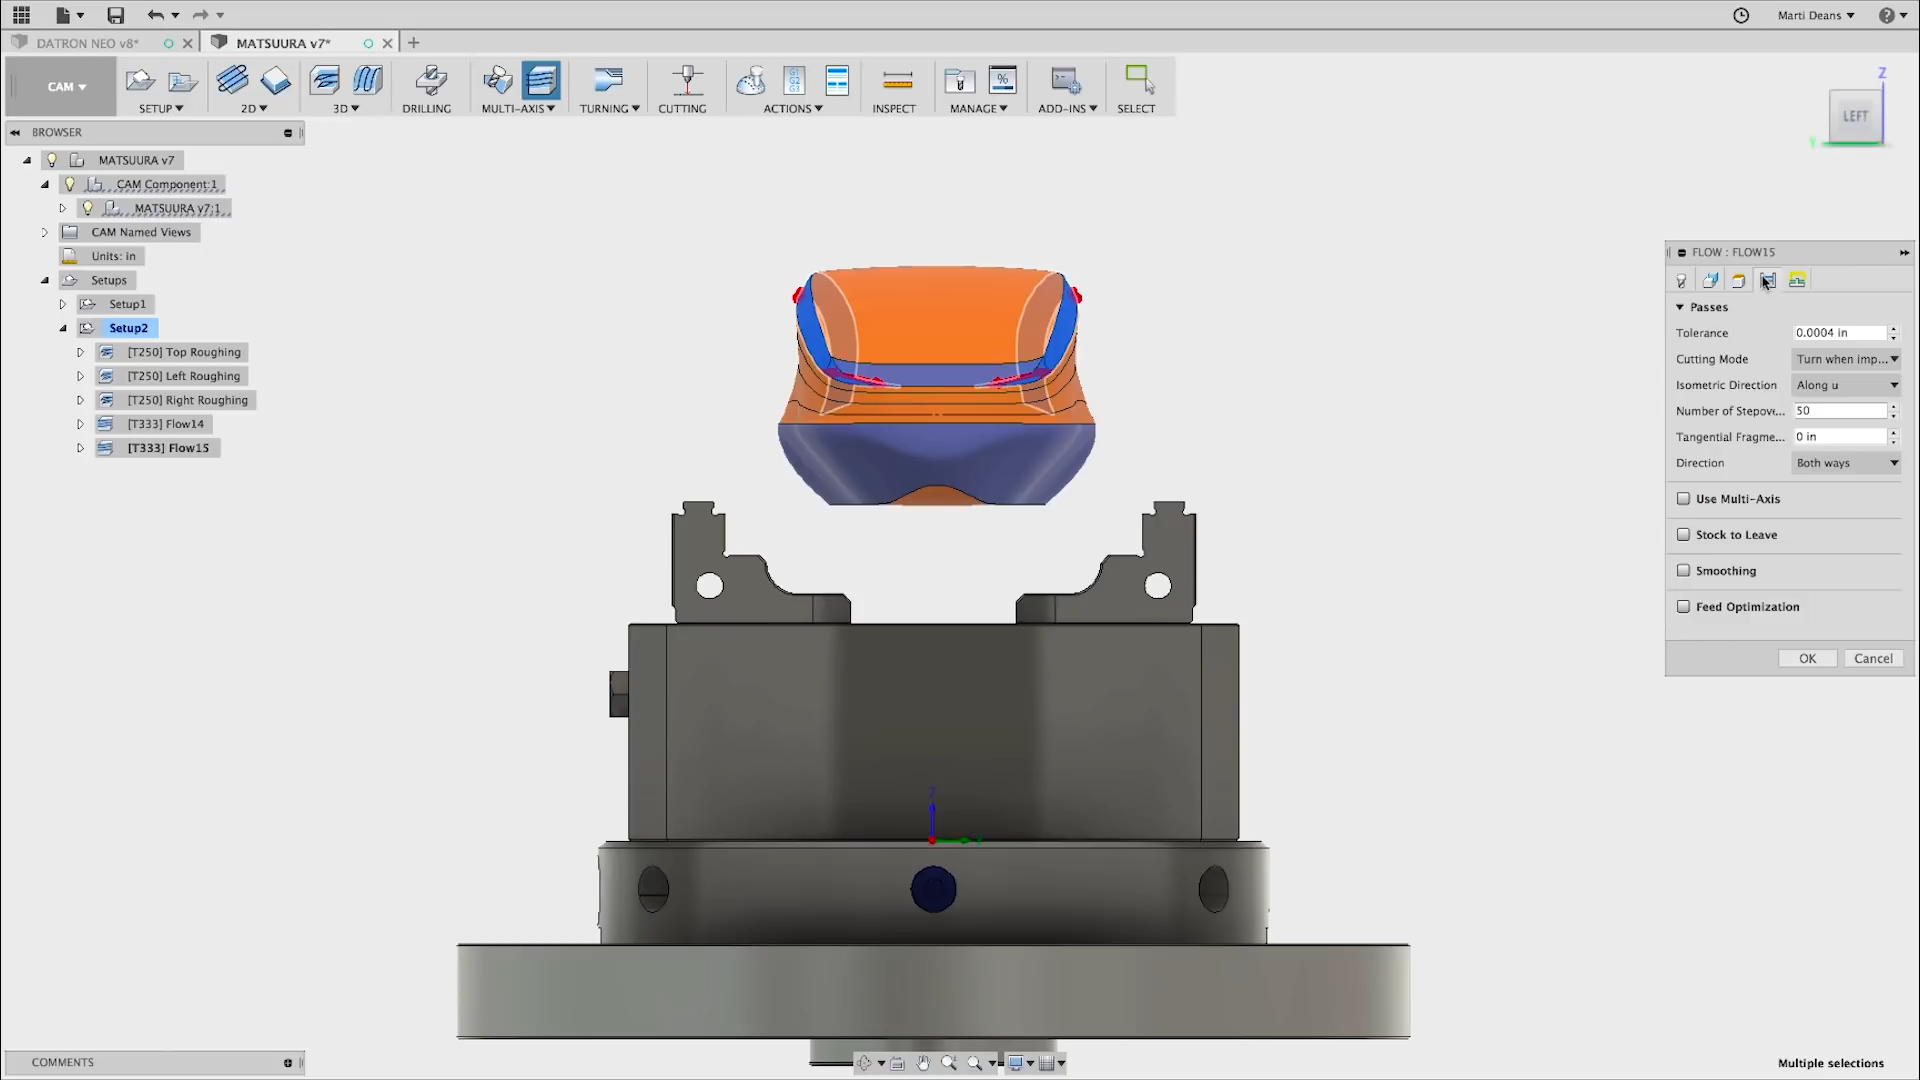 Marti Deans
DATRON NEO v8*
MATSUURA v7*
CAM
SETUP
2D
3D
DRILLING
MULTI-AXIS
TURNING
CUTTING
ACTIONS
INSPECT
MANAGE
ADD-INS
SELECT
G1
G2
G3
%
Z
LEFT
Y
BROWSER
MATSUURA v7
CAM Component:1
MATSUURA v7:1
CAM Named Views
Units: in
Setups
Setup1
Setup2
[T250] Top Roughing
[T250] Left Roughing
[T250] Right Roughing
[T333] Flow14
[T333] Flow15
FLOW : FLOW15
Passes
Tolerance 0.0004 in
Cutting Mode Turn when imp...
Isometric Direction Along u
Number of Stepov... 50
Tangential Fragme... 0 in
Direction Both ways
Use Multi-Axis
Stock to Leave
Smoothing
Feed Optimization
OK Cancel
Z
COMMENTS
Multiple selections